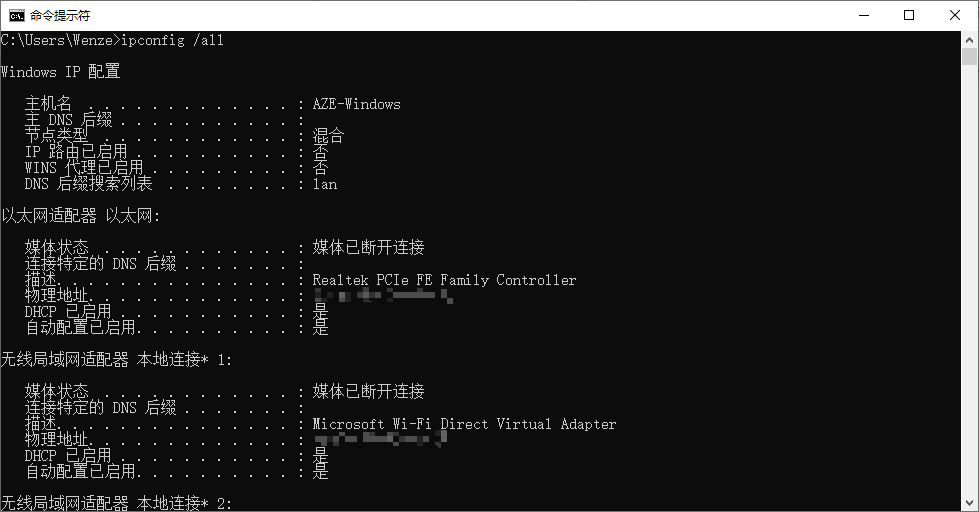 命令提示符
C:\Users\Wenze>ipconfig /all
Windows IP 配置
主机名 . . . . . . . . . . . . . : AZE-Windows
主 DNS 后缀 . . . . . . . . . . . :
节点类型 . . . . . . . . . . . . : 混合
IP 路由已启用 . . . . . . . . . . : 否
WINS 代理已启用 . . . . . . . . . : 否
DNS 后缀搜索列表 . . . . . . . . : lan
以太网适配器 以太网:
媒体状态 . . . . . . . . . . . . : 媒体已断开连接
连接特定的 DNS 后缀 . . . . . . . :
描述. . . . . . . . . . . . . . . : Realtek PCIe FE Family Controller
物理地址. . . . . . . . . . . . . :
DHCP 已启用 . . . . . . . . . . . : 是
自动配置已启用. . . . . . . . . . : 是
无线局域网适配器 本地连接* 1:
媒体状态 . . . . . . . . . . . . : 媒体已断开连接
连接特定的 DNS 后缀 . . . . . . . :
描述. . . . . . . . . . . . . . . : Microsoft Wi-Fi Direct Virtual Adapter
物理地址. . . . . . . . . . . . . :
DHCP 已启用 . . . . . . . . . . . : 是
自动配置已启用. . . . . . . . . . : 是
无线局域网适配器 本地连接* 2: